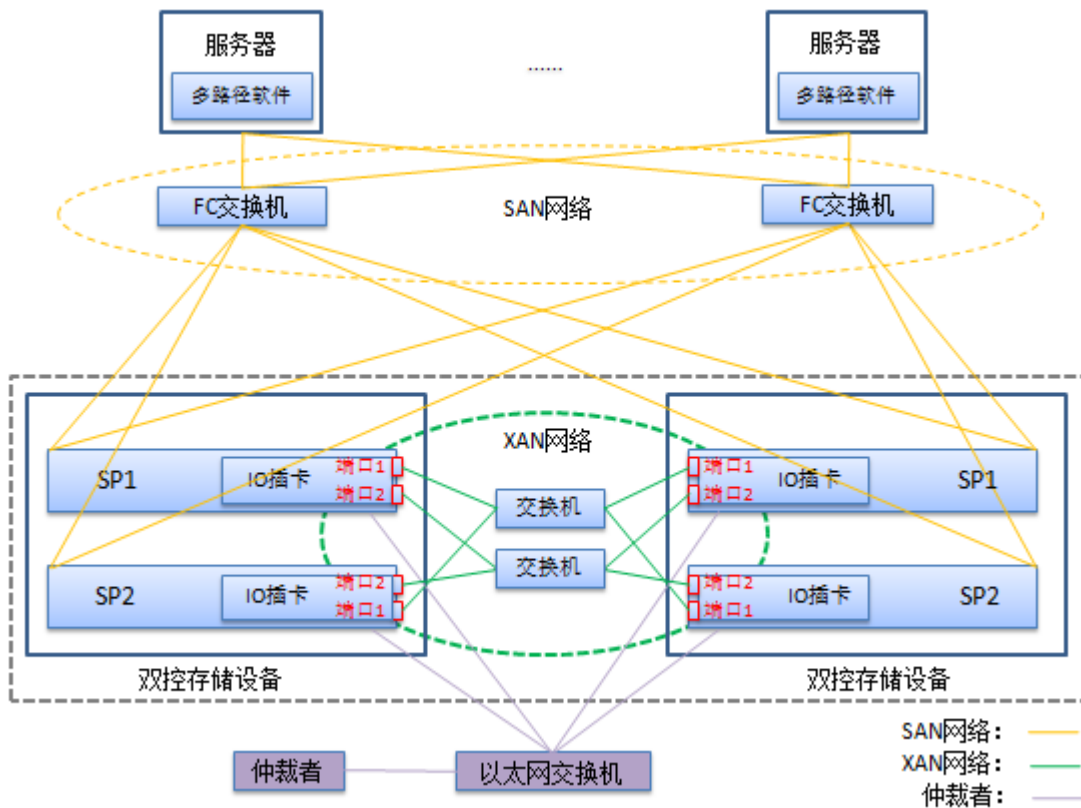 服务器
服务器
多路径软件
......
多路径软件
FC交换机
SAN网络
FC交换机
XAN网络
SP1
IO插卡
端口1
端口2
交换机
端口1
端口2
IO插卡
SP1
交换机
SP2
IO插卡
端口2
端口1
端口2
端口1
IO插卡
SP2
双控存储设备
双控存储设备
仲裁者
以太网交换机
SAN网络：
XAN网络：
仲裁者：